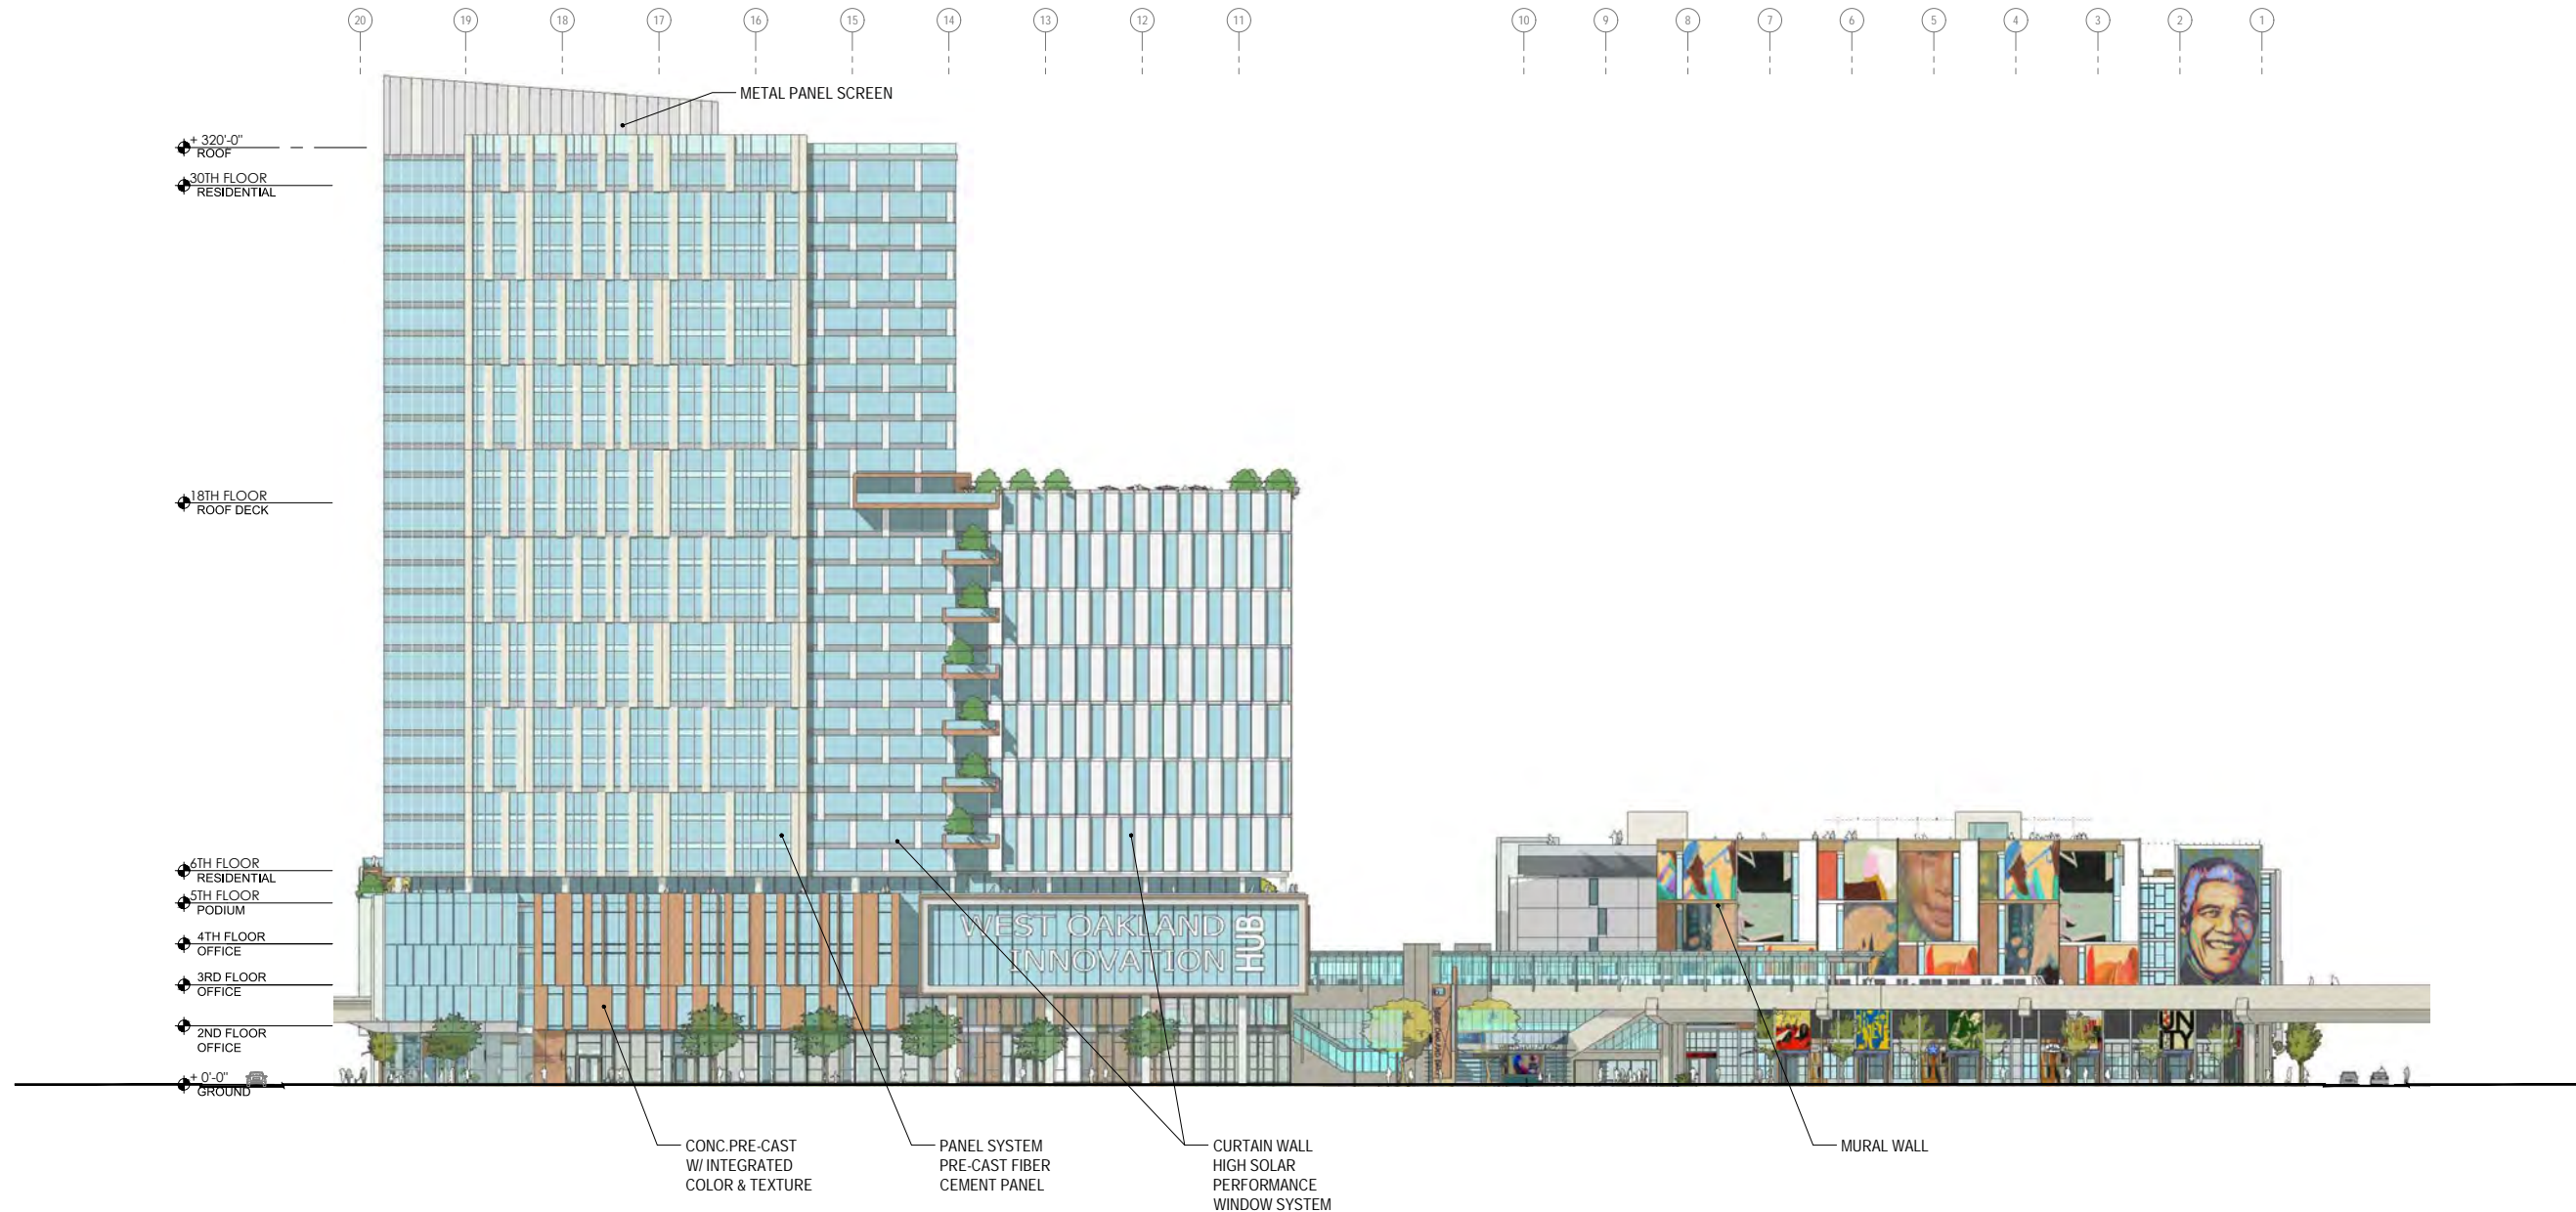 20 19 18 17 16 15 14 13 12 11 10 9 8 7 6 5 4 3 2 1
METAL PANEL SCREEN
+ 320'-0"
ROOF
30TH FLOOR
RESIDENTIAL
18TH FLOOR
ROOF DECK
6TH FLOOR
RESIDENTIAL
5TH FLOOR
PODIUM
4TH FLOOR
OFFICE
3RD FLOOR
OFFICE
2ND FLOOR
OFFICE
+ 0'-0"
GROUND
WEST OAKLAND
INNOVATION
HUB
UN
ITY
CONC.PRE-CAST
W/ INTEGRATED
COLOR & TEXTURE
PANEL SYSTEM
PRE-CAST FIBER
CEMENT PANEL
CURTAIN WALL
HIGH SOLAR
PERFORMANCE
WINDOW SYSTEM
MURAL WALL